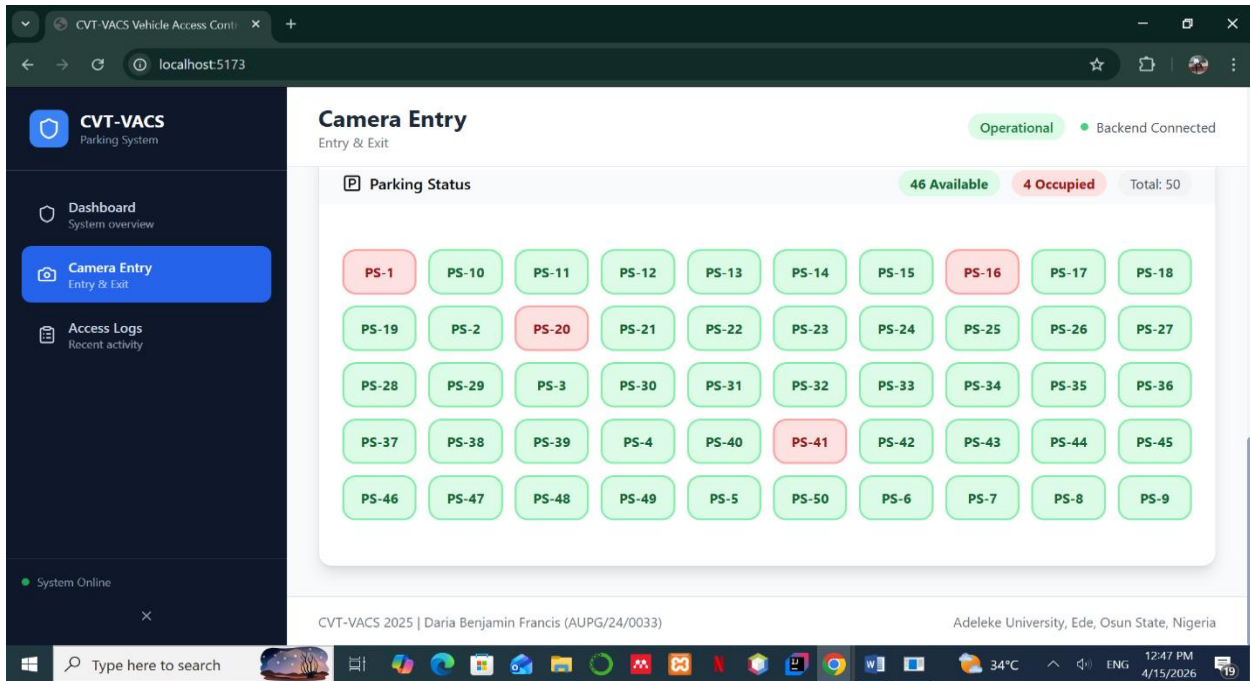 CVT-VACS Vehicle Access Contr
localhost:5173
CVT-VACS
Parking System
Dashboard
System overview
Camera Entry
Entry & Exit
Access Logs
Recent activity
System Online
Camera Entry
Entry & Exit
Operational
Backend Connected
P Parking Status
46 Available
4 Occupied
Total: 50
PS-1 PS-10 PS-11 PS-12 PS-13 PS-14 PS-15 PS-16 PS-17 PS-18
PS-19 PS-2 PS-20 PS-21 PS-22 PS-23 PS-24 PS-25 PS-26 PS-27
PS-28 PS-29 PS-3 PS-30 PS-31 PS-32 PS-33 PS-34 PS-35 PS-36
PS-37 PS-38 PS-39 PS-4 PS-40 PS-41 PS-42 PS-43 PS-44 PS-45
PS-46 PS-47 PS-48 PS-49 PS-5 PS-50 PS-6 PS-7 PS-8 PS-9
CVT-VACS 2025 | Daria Benjamin Francis (AUPG/24/0033)
Adeleke University, Ede, Osun State, Nigeria
Type here to search
34°C
ENG
12:47 PM
4/15/2026
19